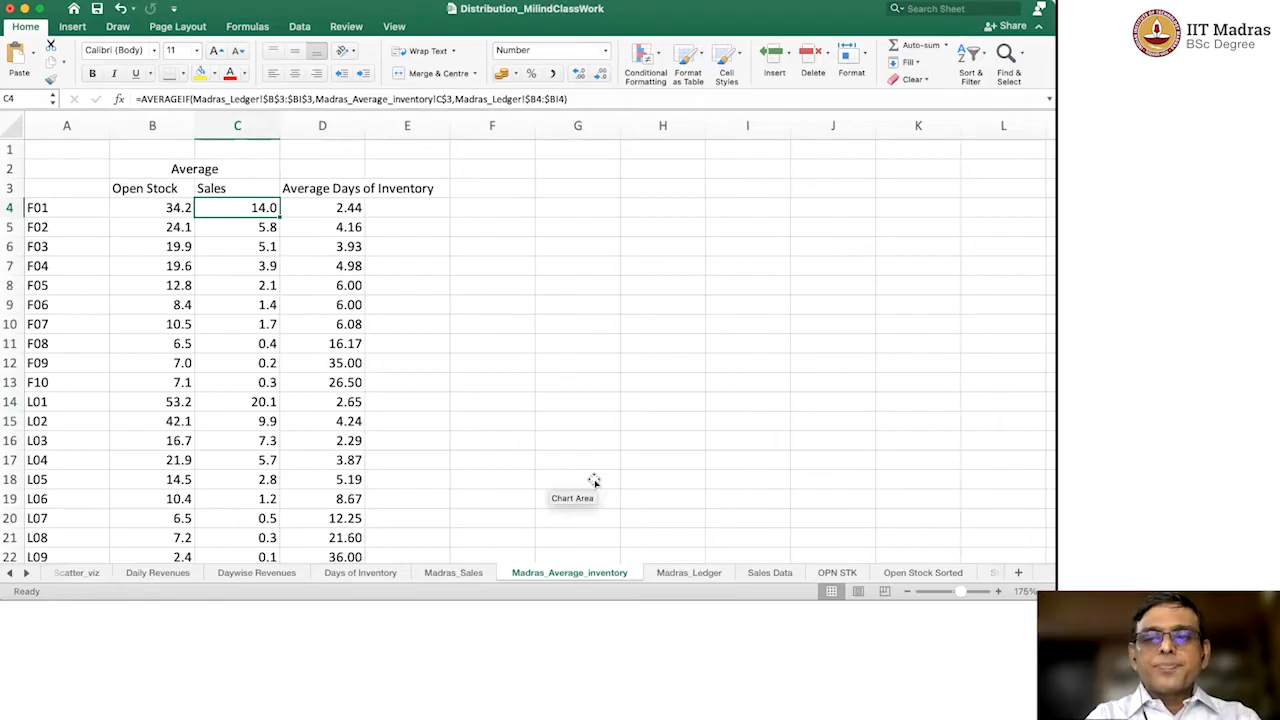 Distribution_MilindClassWork
Search Sheet
Home Insert Draw Page Layout Formulas Data Review View
Share
Paste
Calibri (Body) 11
B I U
A
Wrap Text
Merge & Centre
Number
%
Conditional Formatting
Format as Table
Cell Styles
Insert
Delete
Format
Auto-sum
Fill
Clear
Sort & Filter
Find & Select
C4 fx =AVERAGEIF(Madras_Ledger!$B$3:$BI$3,Madras_Average_inventory!C$3,Madras_Ledger!$B4:$BI4)
A B C D E F G H I J K L
1
2 Average
3 Open Stock Sales Average Days of Inventory
4 F01 34.2 14.0 2.44
5 F02 24.1 5.8 4.16
6 F03 19.9 5.1 3.93
7 F04 19.6 3.9 4.98
8 F05 12.8 2.1 6.00
9 F06 8.4 1.4 6.00
10 F07 10.5 1.7 6.08
11 F08 6.5 0.4 16.17
12 F09 7.0 0.2 35.00
13 F10 7.1 0.3 26.50
14 L01 53.2 20.1 2.65
15 L02 42.1 9.9 4.24
16 L03 16.7 7.3 2.29
17 L04 21.9 5.7 3.87
18 L05 14.5 2.8 5.19
19 L06 10.4 1.2 8.67
20 L07 6.5 0.5 12.25
21 L08 7.2 0.3 21.60
22 L09 2.4 0.1 36.00
Chart Area
Scatter_viz Daily Revenues Daywise Revenues Days of Inventory Madras_Sales Madras_Average_inventory Madras_Ledger Sales Data OPN STK Open Stock Sorted
Ready
175%
IIT Madras
BSc Degree